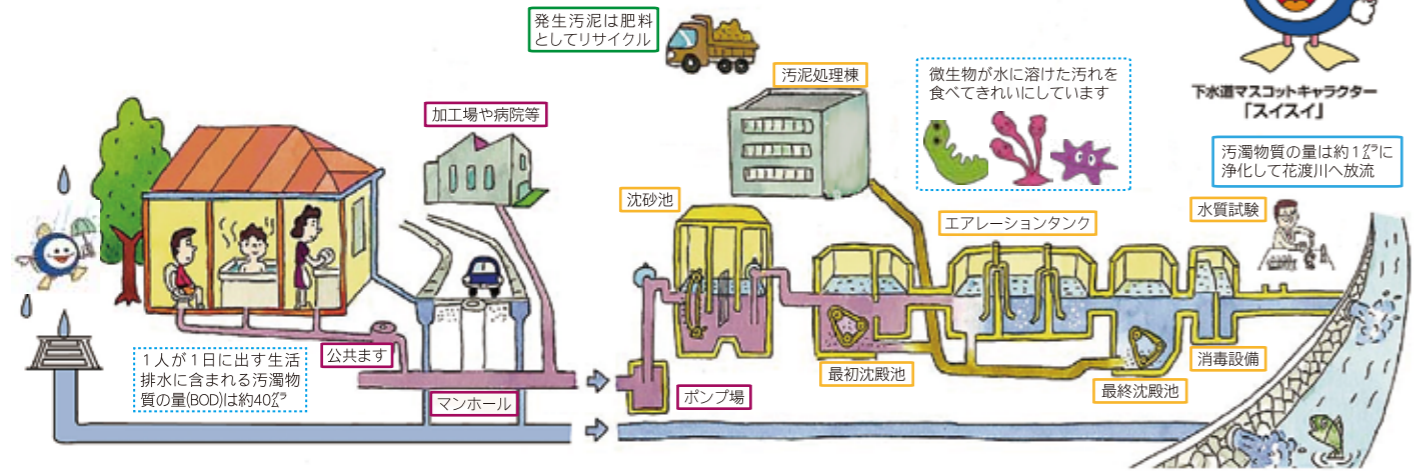 発生汚泥は肥料
としてリサイクル
汚泥処理棟
微生物が水に溶けた汚れを
食べてきれいにしています
下水道マスコットキャラクター
「スイスイ」
加工場や病院等
汚濁物質の量は約1㌘に
浄化して花渡川へ放流
沈砂池
水質試験
エアレーションタンク
1人が1日に出す生活
排水に含まれる汚濁物
質の量(BOD)は約40㌘
公共ます
マンホール
ポンプ場
最初沈殿池
最終沈殿池
消毒設備